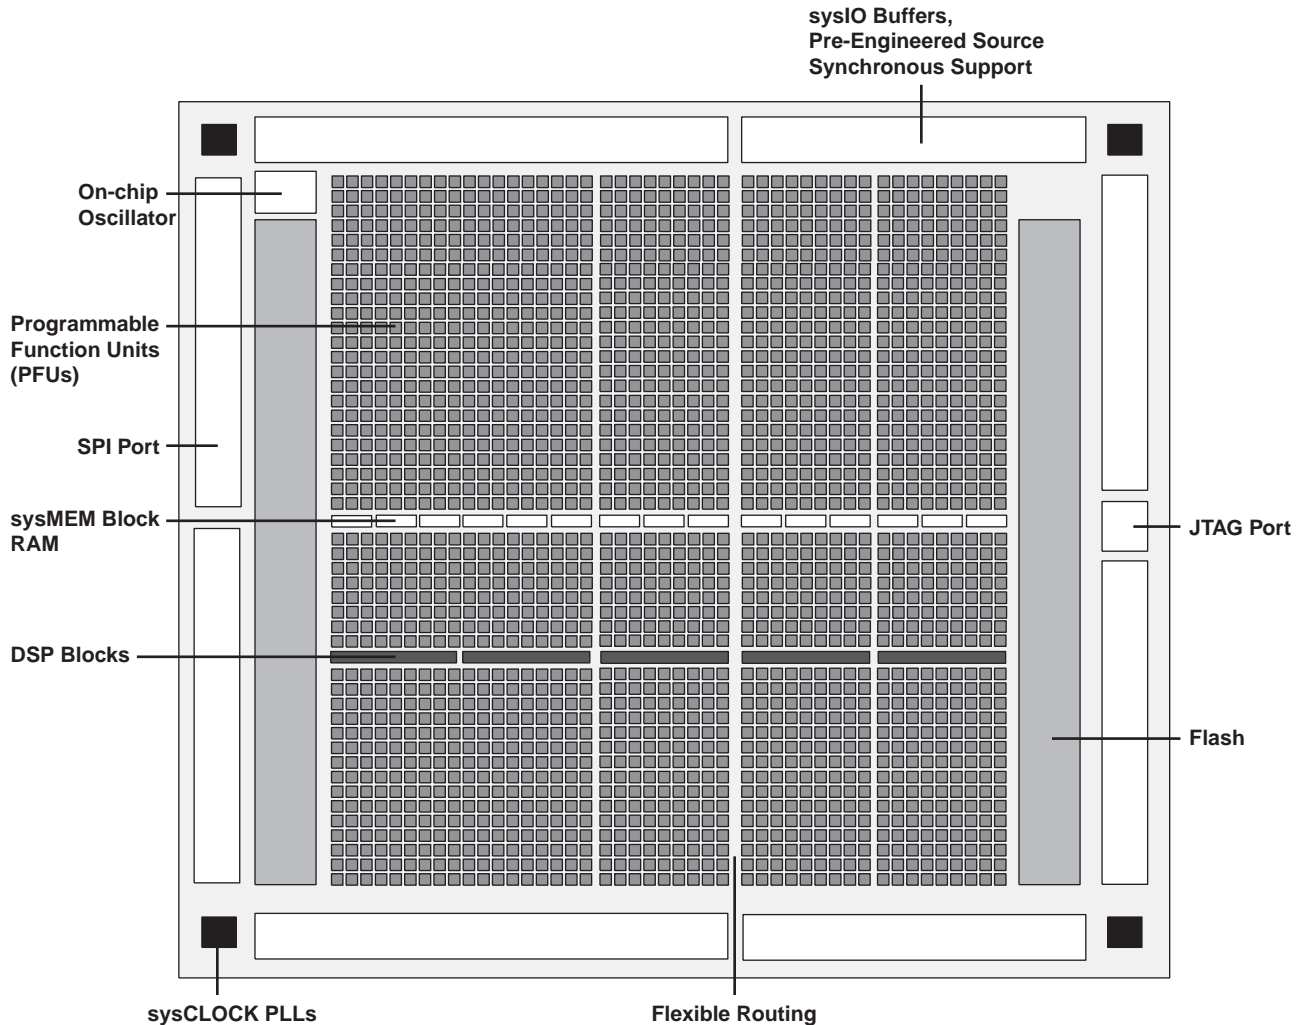 sysIO Buffers,
Pre-Engineered Source
Synchronous Support
On-chip
Oscillator
Programmable
Function Units
(PFUs)
SPI Port
sysMEM Block
RAM
JTAG Port
DSP Blocks
Flash
sysCLOCK PLLs
Flexible Routing